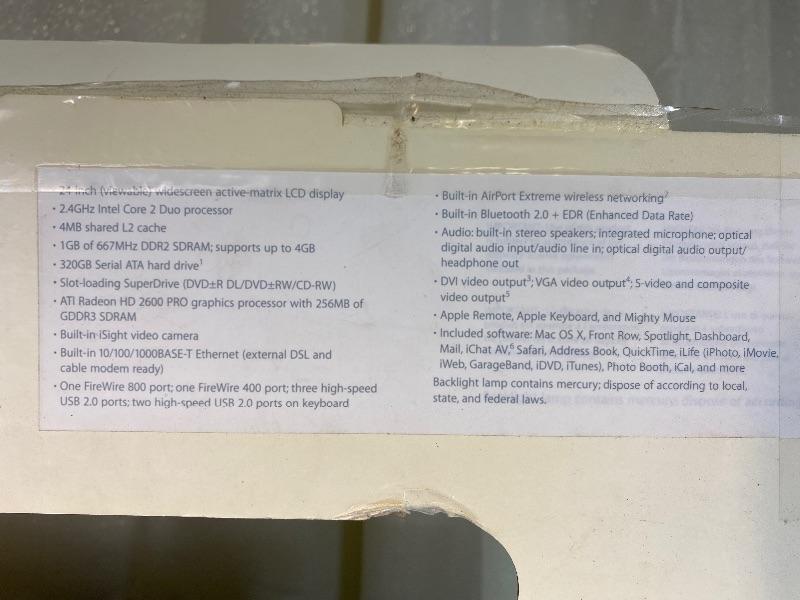 24 inch (viewable) widescreen active-matrix LCD display
· 2.4GHz Intel Core 2 Duo processor
· 4MB shared L2 cache
· 1GB of 667MHz DDR2 SDRAM; supports up to 4GB
· 320GB Serial ATA hard drive¹
· Slot-loading SuperDrive (DVD±R DL/DVD±RW/CD-RW)
· ATI Radeon HD 2600 PRO graphics processor with 256MB of
GDDR3 SDRAM
· Built-in iSight video camera
· Built-in 10/100/1000BASE-T Ethernet (external DSL and
cable modem ready)
· One FireWire 800 port; one FireWire 400 port; three high-speed
USB 2.0 ports; two high-speed USB 2.0 ports on keyboard
· Built-in AirPort Extreme wireless networking²
· Built-in Bluetooth 2.0 + EDR (Enhanced Data Rate)
· Audio: built-in stereo speakers; integrated microphone; optical
digital audio input/audio line in; optical digital audio output/
headphone out
· DVI video output³; VGA video output⁴; S-video and composite
video output⁵
· Apple Remote, Apple Keyboard, and Mighty Mouse
· Included software: Mac OS X, Front Row, Spotlight, Dashboard,
Mail, iChat AV,⁶ Safari, Address Book, QuickTime, iLife (iPhoto, iMovie,
iWeb, GarageBand, iDVD, iTunes), Photo Booth, iCal, and more
Backlight lamp contains mercury; dispose of according to local,
state, and federal laws.